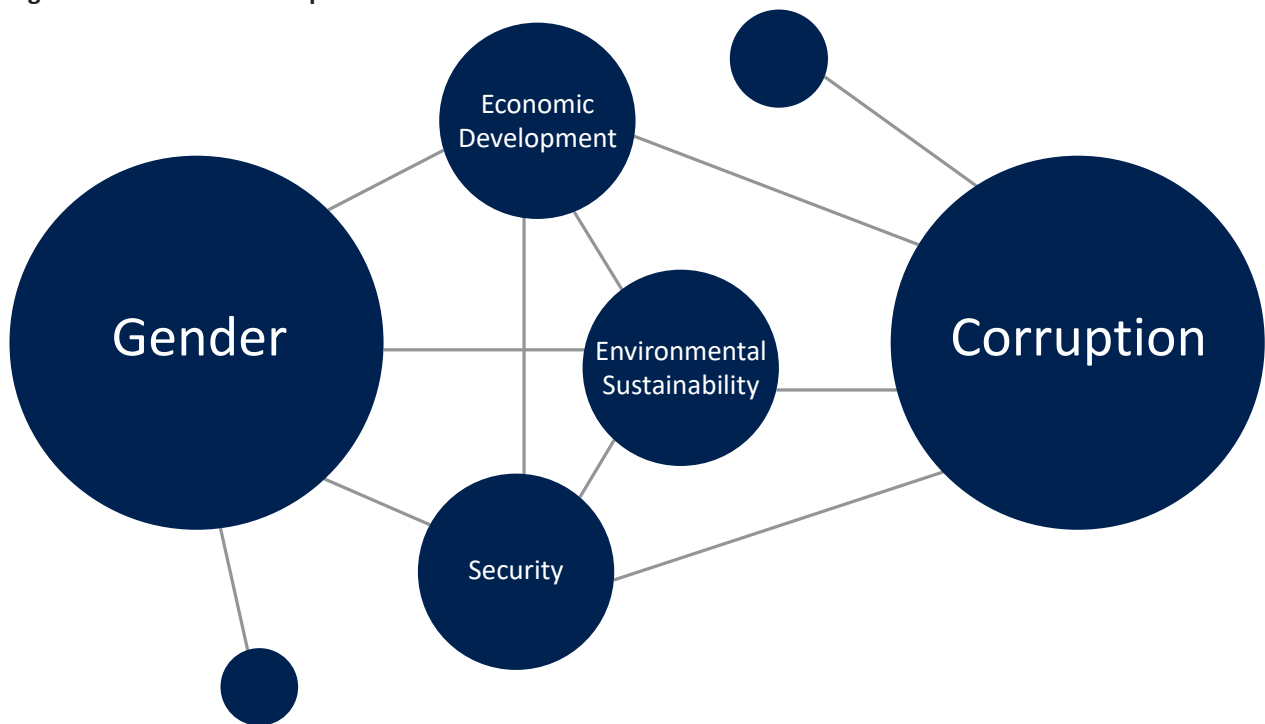 Economic
Development
Gender
Corruption
Environmental
Sustainability
Security